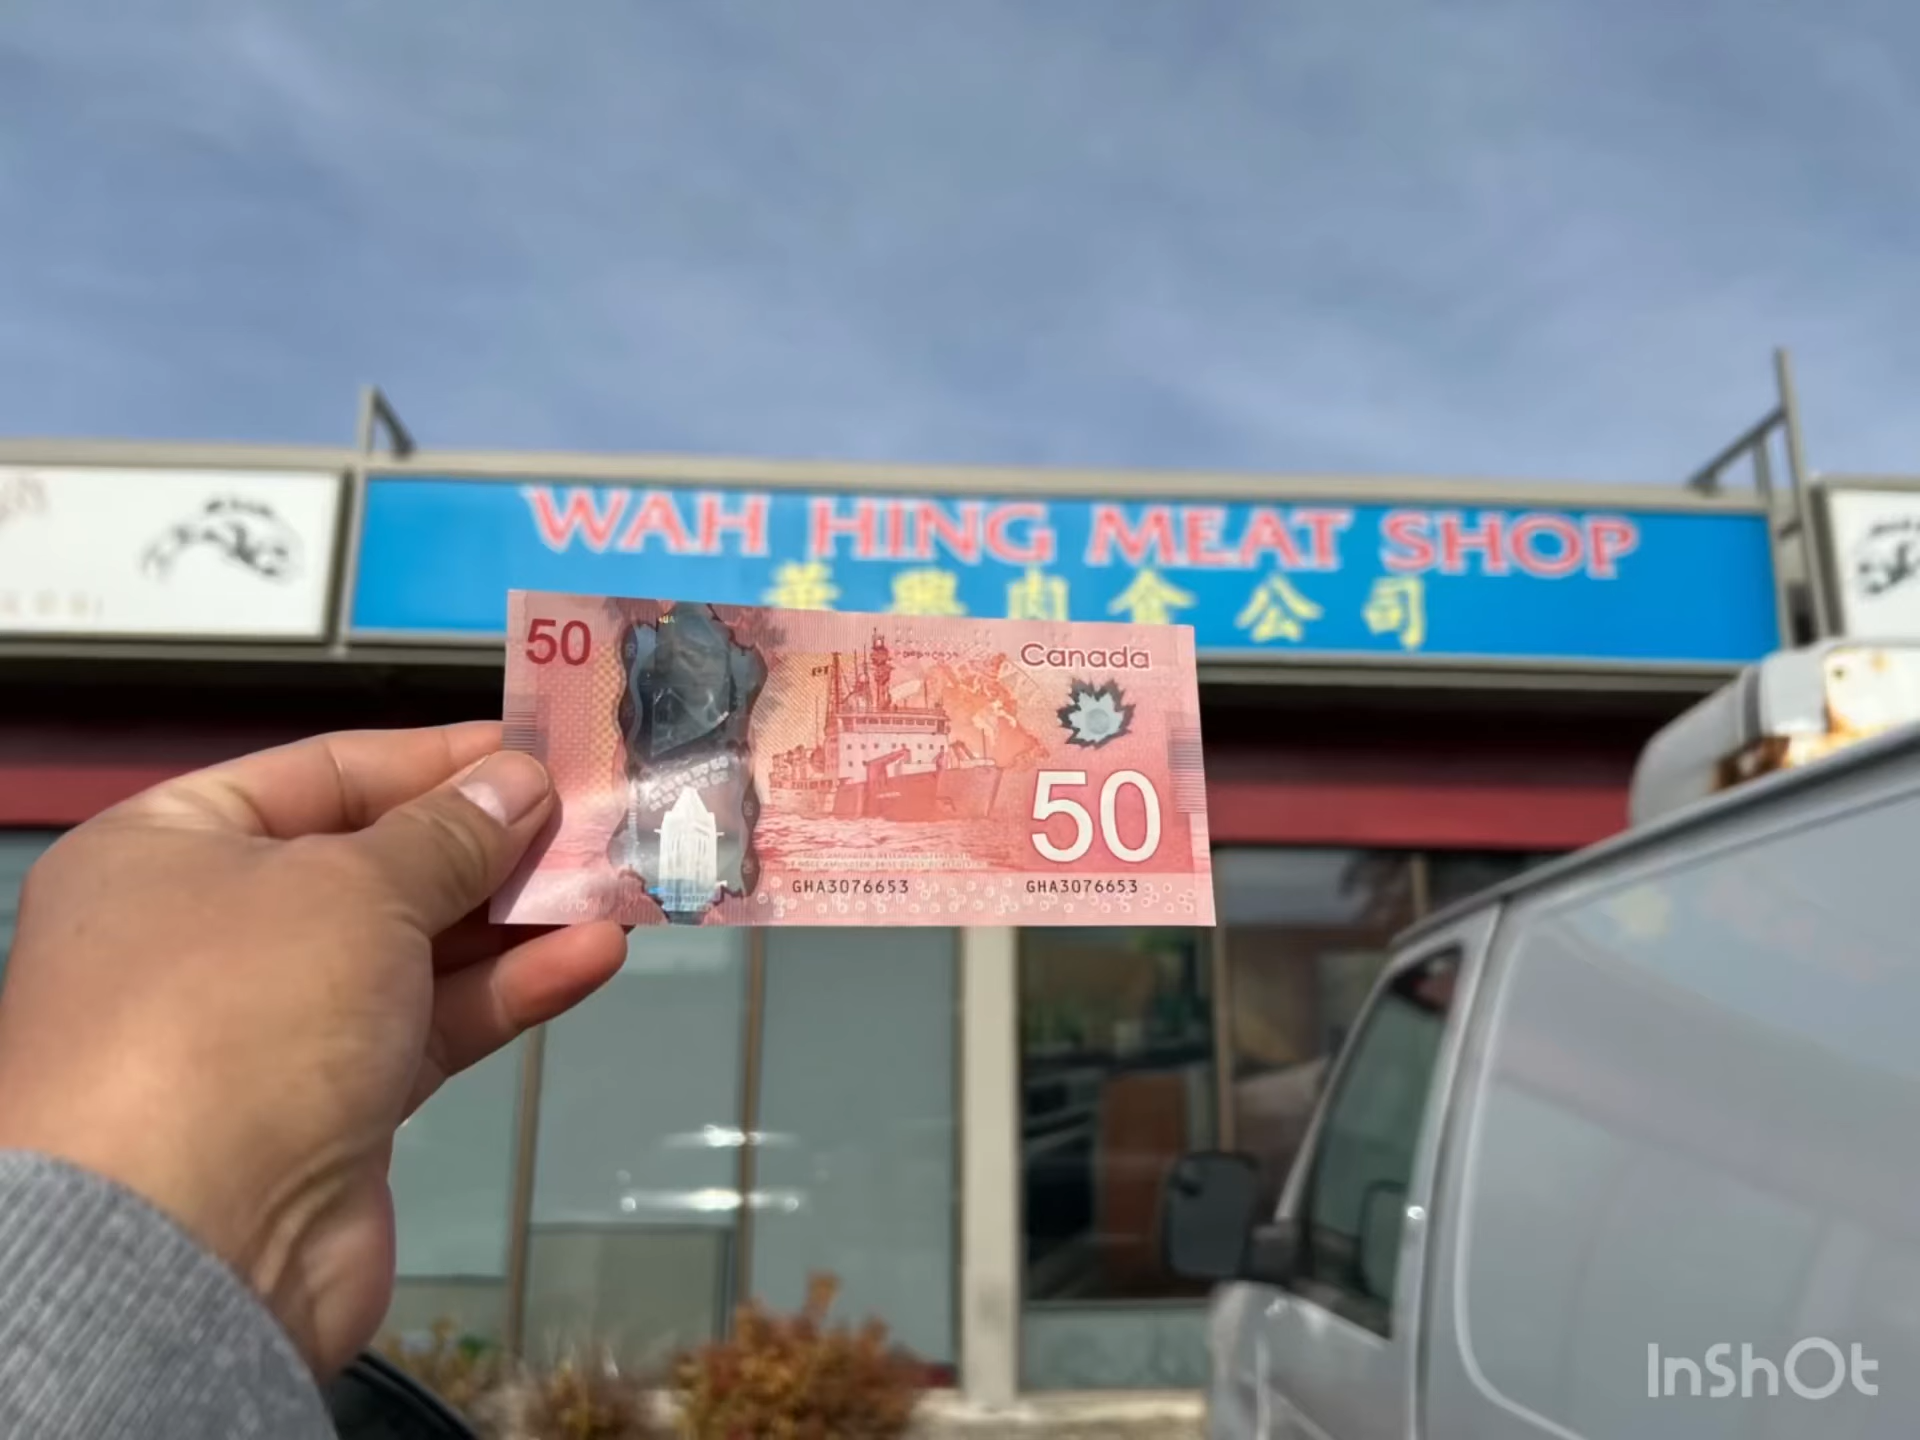 WAH HING MEAT SHOP
華興肉食公司
50
Canada
50
GHA3076653 GHA3076653
InShOt